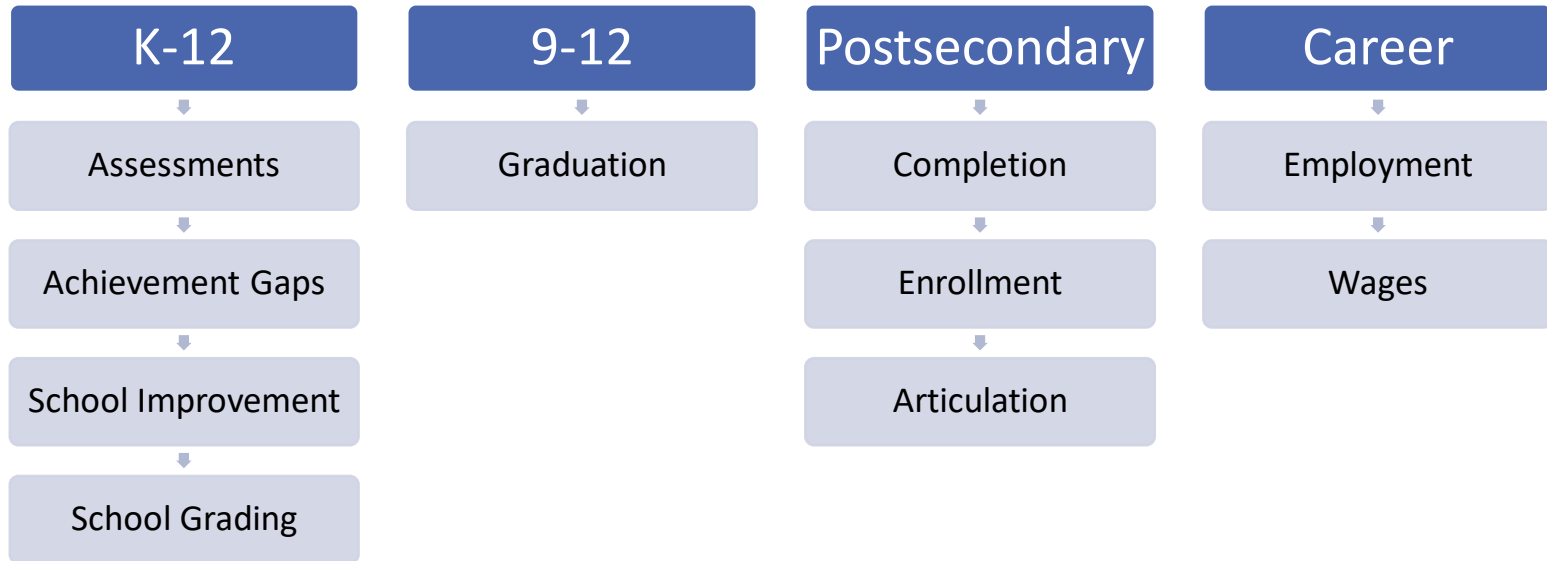 K-12
Assessments
Achievement Gaps
School Improvement
School Grading
9-12
Graduation
Postsecondary
Completion
Enrollment
Articulation
Career
Employment
Wages